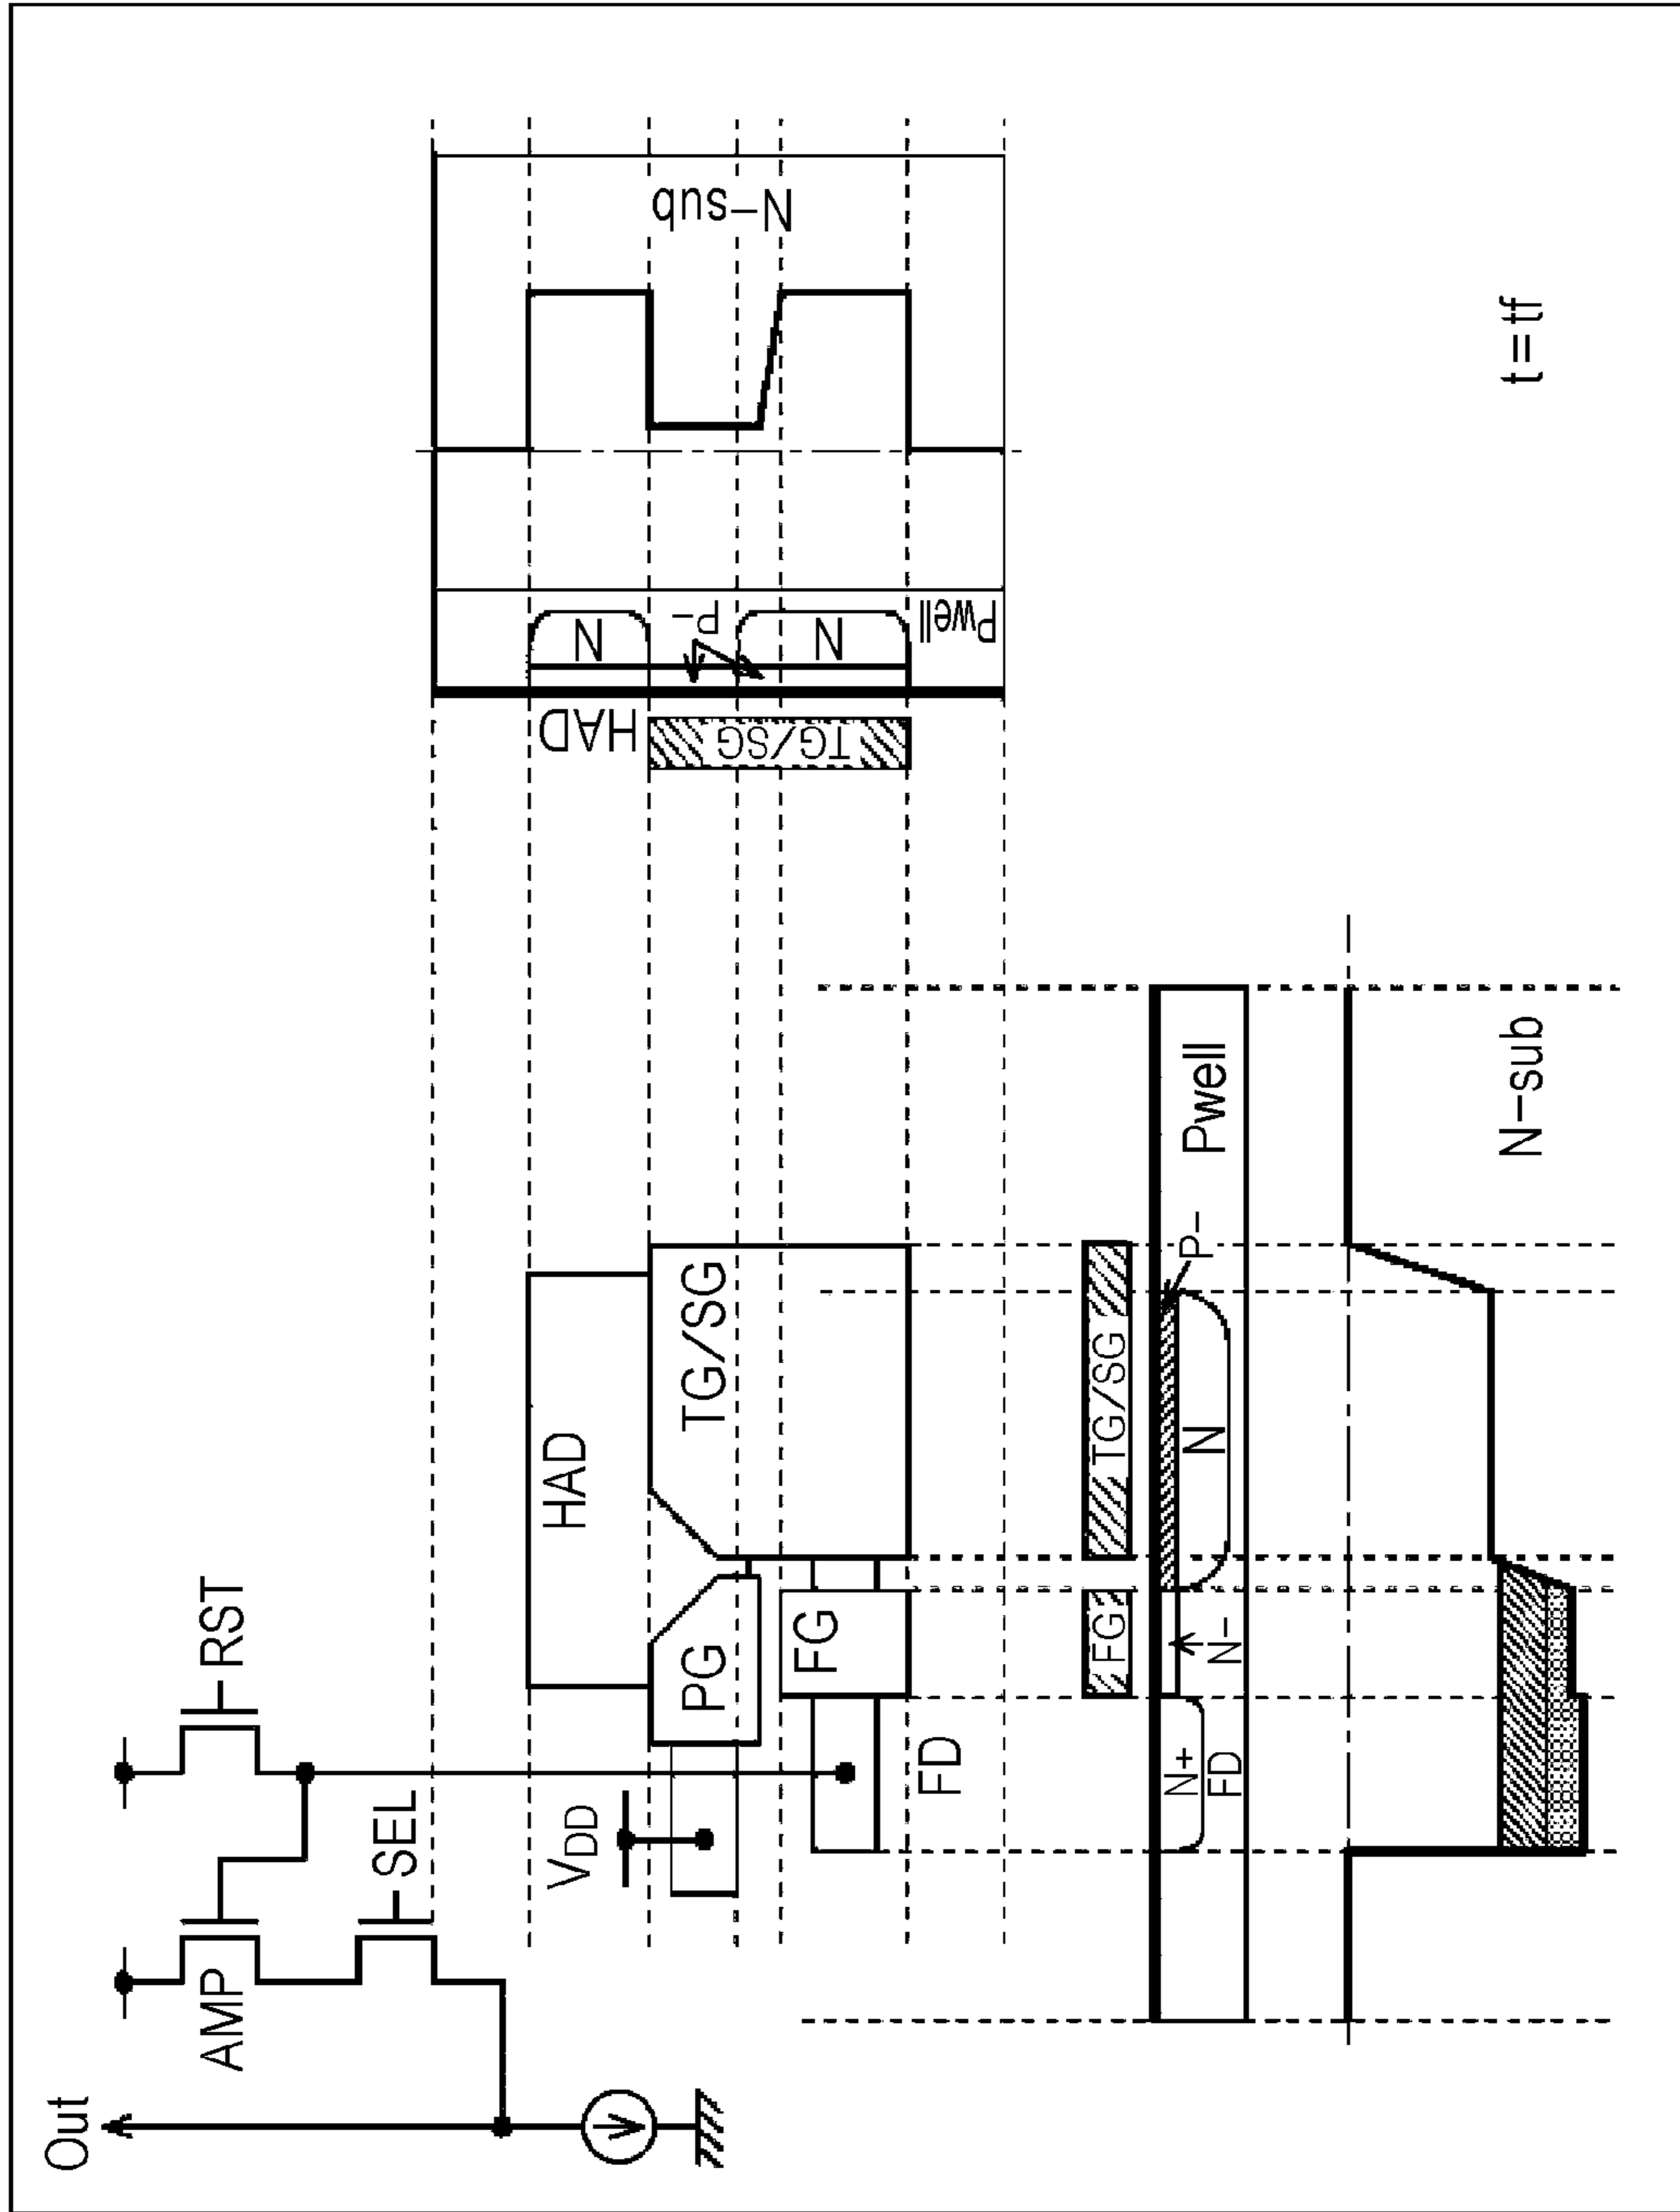 Out
AMP
SEL
RST
VDD
HAD
PG
TG/SG
FG
FD
HAD
TG/SG
N
P-
N
Pwell
N-sub
FG
TG/SG
N+
FD
N-
N
P-
Pwell
N-sub
t=tf